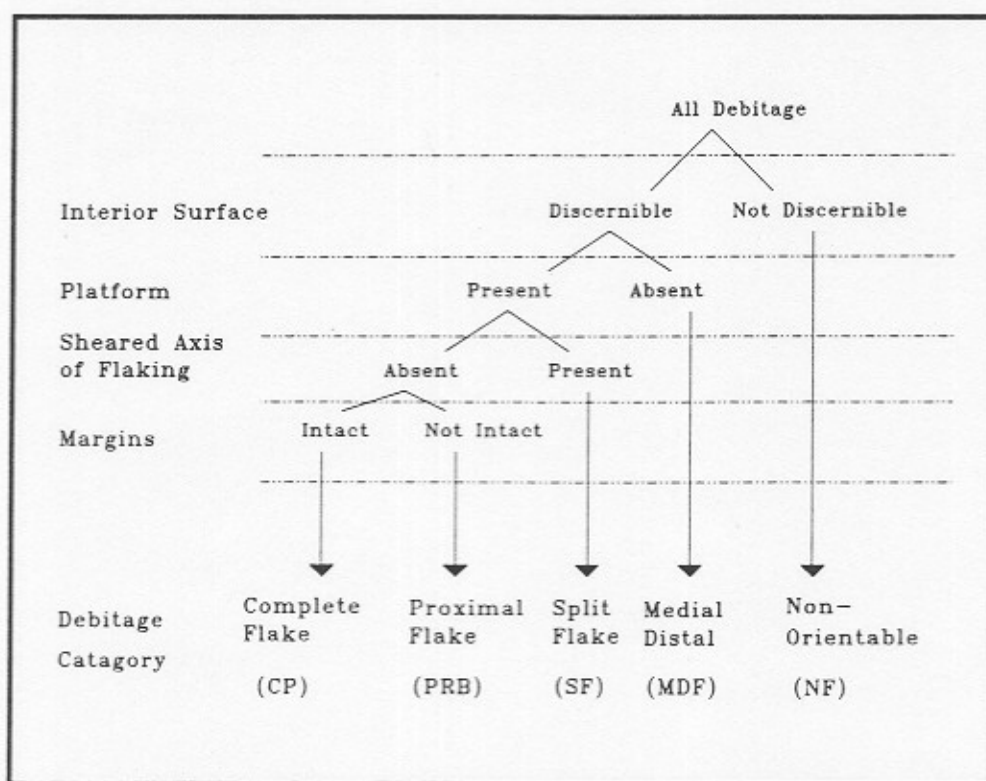 All Debitage
Interior Surface
Discernible
Not Discernible
Platform
Present
Absent
Sheared Axis
of Flaking
Absent
Present
Margins
Intact
Not Intact
Debitage
Catagory
Complete
Flake
(CP)
Proximal
Flake
(PRB)
Split
Flake
(SF)
Medial
Distal
(MDF)
Non-
Orientable
(NF)